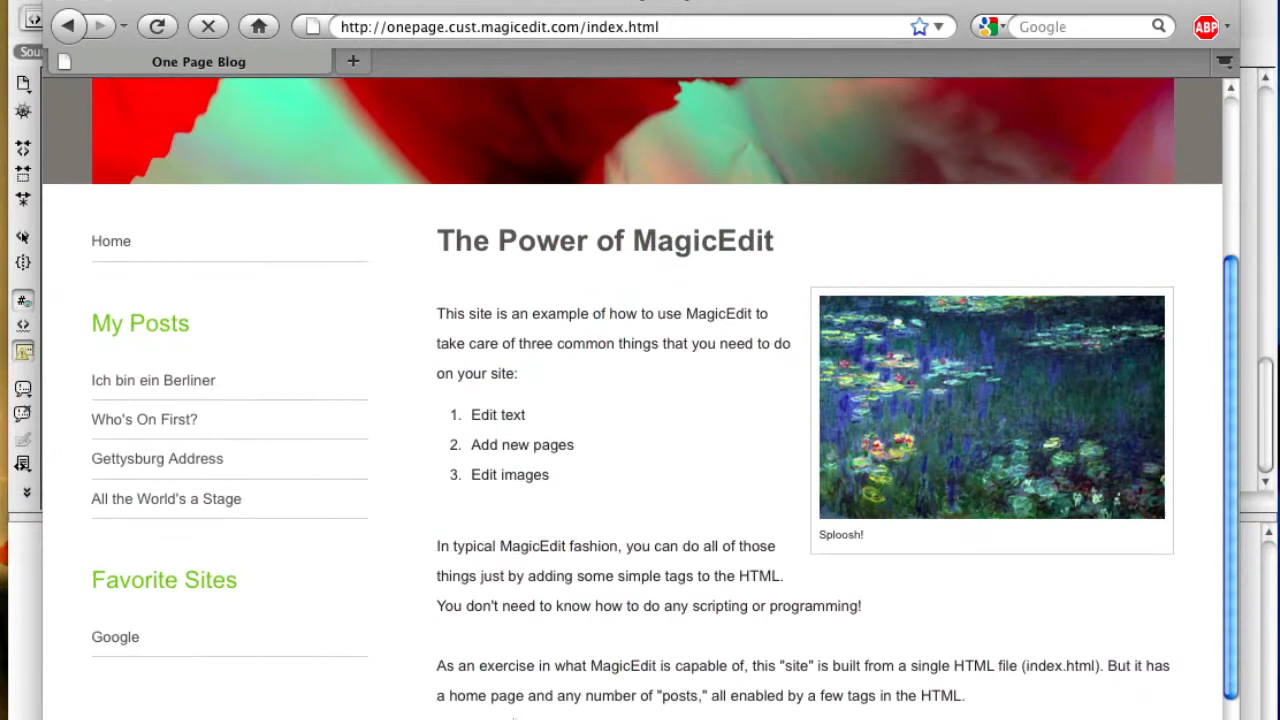 http://onepage.cust.magicedit.com/index.html
Google
ABP
Sour
One Page Blog
Home
My Posts
Ich bin ein Berliner
Who's On First?
Gettysburg Address
All the World's a Stage
Favorite Sites
Google
The Power of MagicEdit
This site is an example of how to use MagicEdit to
take care of three common things that you need to do
on your site:
1. Edit text
2. Add new pages
3. Edit images
Sploosh!
In typical MagicEdit fashion, you can do all of those
things just by adding some simple tags to the HTML.
You don't need to know how to do any scripting or programming!
As an exercise in what MagicEdit is capable of, this "site" is built from a single HTML file (index.html). But it has
a home page and any number of "posts," all enabled by a few tags in the HTML.